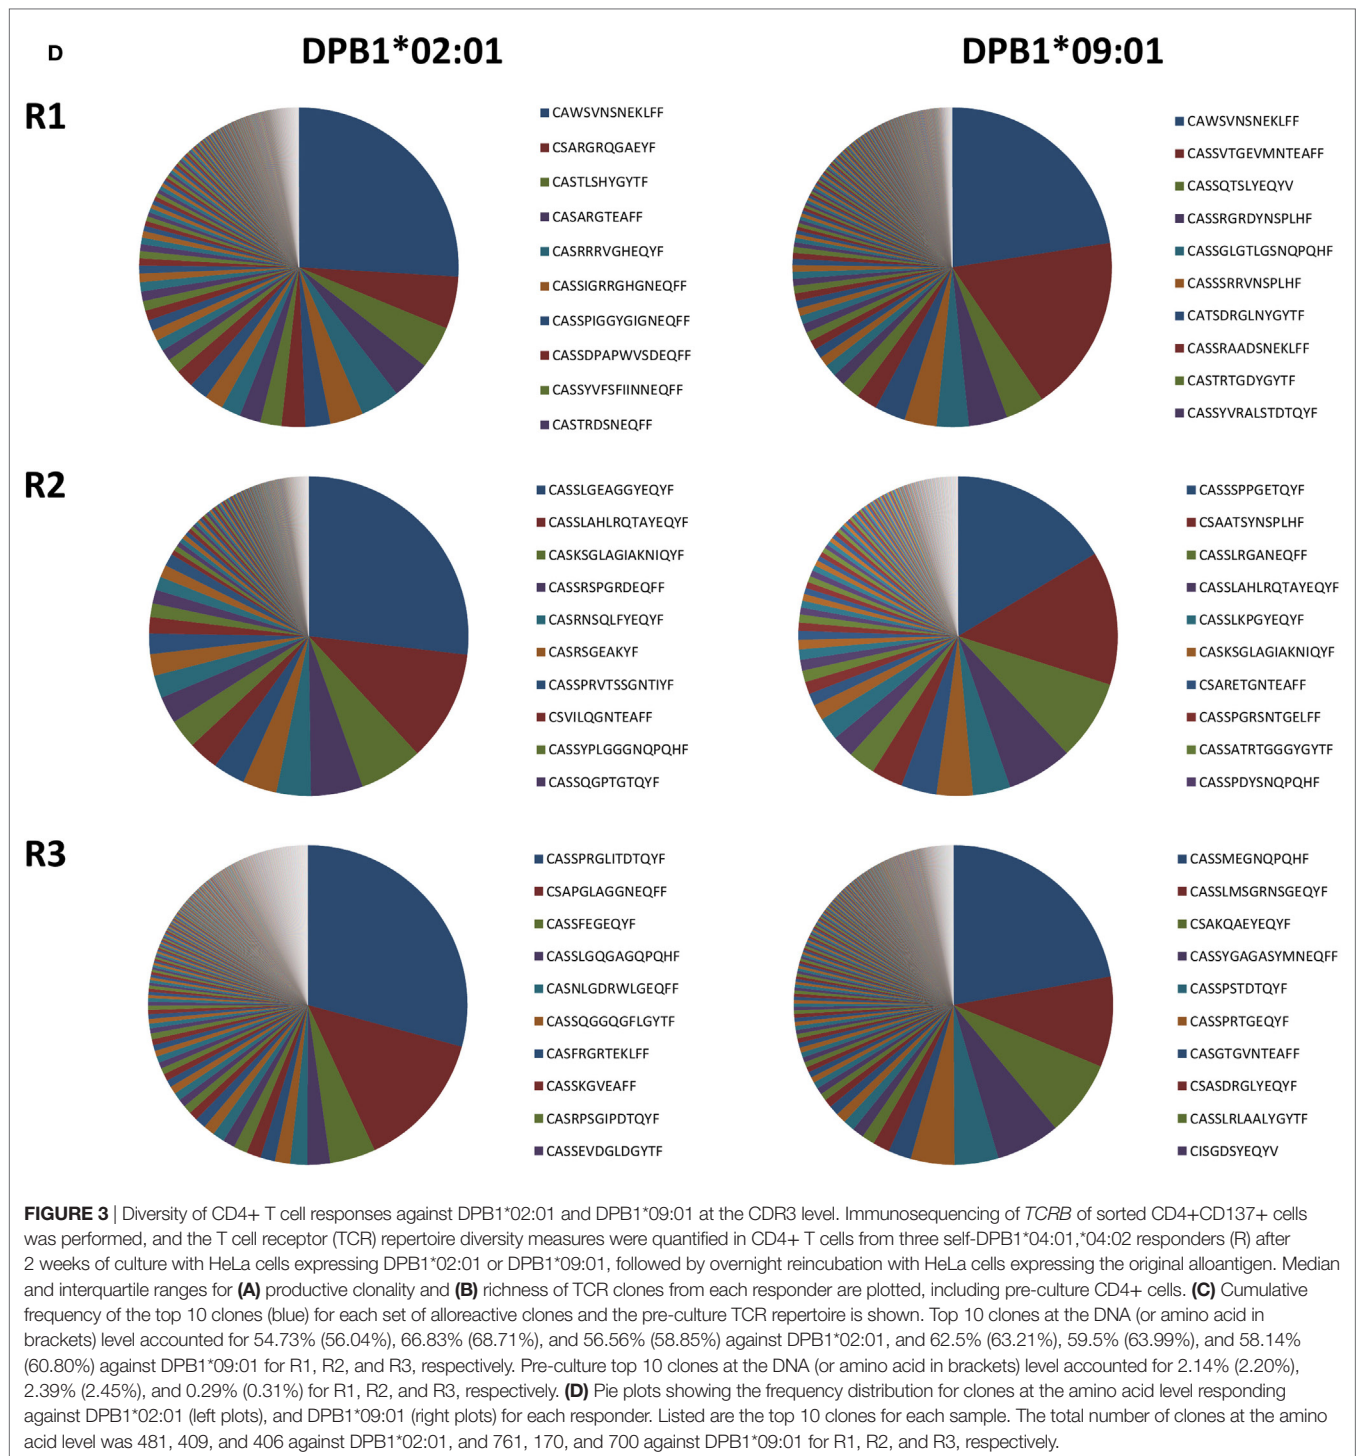 D
DPB1*02:01
DPB1*09:01
R1
CAWSVNSNEKLFF
CSARGRQGAEYF
CASTLSHYGYTF
CASARGTEAFF
CASRRRVGHEQYF
CASSIGRRGHGNEQFF
CASSPIGGYGIGNEQFF
CASSDPAPWVSDEQFF
CASSYVFSFIINNEQFF
CASTRDSNEQFF
CAWSVNSNEKLFF
CASSVTGEVMNTEAFF
CASSQTSLYEQYV
CASSRGRDYNSPLHF
CASSGLGTLGSNQPQHF
CASSSRRVNSPLHF
CATSDRGLNYGYTF
CASSRAADSNEKLFF
CASTRTGDYGYTF
CASSYVRALSTDTQYF
R2
CASSLGEAGGYEQYF
CASSLAHLRQTAYEQYF
CASKSGLAGIAKNIQYF
CASSRSPGRDEQFF
CASRNSQLFYEQYF
CASRSGEAKYF
CASSPRVTSSGNTIYF
CSVILQGNTEAFF
CASSYPLGGGNQPQHF
CASSQGPTGTQYF
CASSSPPGETQYF
CSAATSYNSPLHF
CASSLRGANEQFF
CASSLAHLRQTAYEQYF
CASSLKPGYEQYF
CASKSGLAGIAKNIQYF
CSARETGNTEAFF
CASSPGRSNTGELFF
CASSATRTGGGYGYTF
CASSPDYSNQPQHF
R3
CASSPRGLITDTQYF
CSAPGLAGGNEQFF
CASSFEGEQYF
CASSLGQGAGQPQHF
CASNLGDRWLGEQFF
CASSQGGQGFLGYTF
CASFRGRTEKLFF
CASSKGVEAFF
CASRPSGIPDTQYF
CASSEVDGLDGYTF
CASSMEGNQPQHF
CASSLMSGRNSGEQYF
CSAKQAEYEQYF
CASSYGAGASYMNEQFF
CASSPSTDTQYF
CASSPRTGEQYF
CASGTGVNTEAFF
CSASDRGLYEQYF
CASSLRLAALYGYTF
CISGDSYEQYV
FIGURE 3 | Diversity of CD4+ T cell responses against DPB1*02:01 and DPB1*09:01 at the CDR3 level. Immunosequencing of TCRB of sorted CD4+CD137+ cells
was performed, and the T cell receptor (TCR) repertoire diversity measures were quantified in CD4+ T cells from three self-DPB1*04:01,*04:02 responders (R) after
2 weeks of culture with HeLa cells expressing DPB1*02:01 or DPB1*09:01, followed by overnight reincubation with HeLa cells expressing the original alloantigen. Median
and interquartile ranges for (A) productive clonality and (B) richness of TCR clones from each responder are plotted, including pre-culture CD4+ cells. (C) Cumulative
frequency of the top 10 clones (blue) for each set of alloreactive clones and the pre-culture TCR repertoire is shown. Top 10 clones at the DNA (or amino acid in
brackets) level accounted for 54.73% (56.04%), 66.83% (68.71%), and 56.56% (58.85%) against DPB1*02:01, and 62.5% (63.21%), 59.5% (63.99%), and 58.14%
(60.80%) against DPB1*09:01 for R1, R2, and R3, respectively. Pre-culture top 10 clones at the DNA (or amino acid in brackets) level accounted for 2.14% (2.20%),
2.39% (2.45%), and 0.29% (0.31%) for R1, R2, and R3, respectively. (D) Pie plots showing the frequency distribution for clones at the amino acid level responding
against DPB1*02:01 (left plots), and DPB1*09:01 (right plots) for each responder. Listed are the top 10 clones for each sample. The total number of clones at the amino
acid level was 481, 409, and 406 against DPB1*02:01, and 761, 170, and 700 against DPB1*09:01 for R1, R2, and R3, respectively.